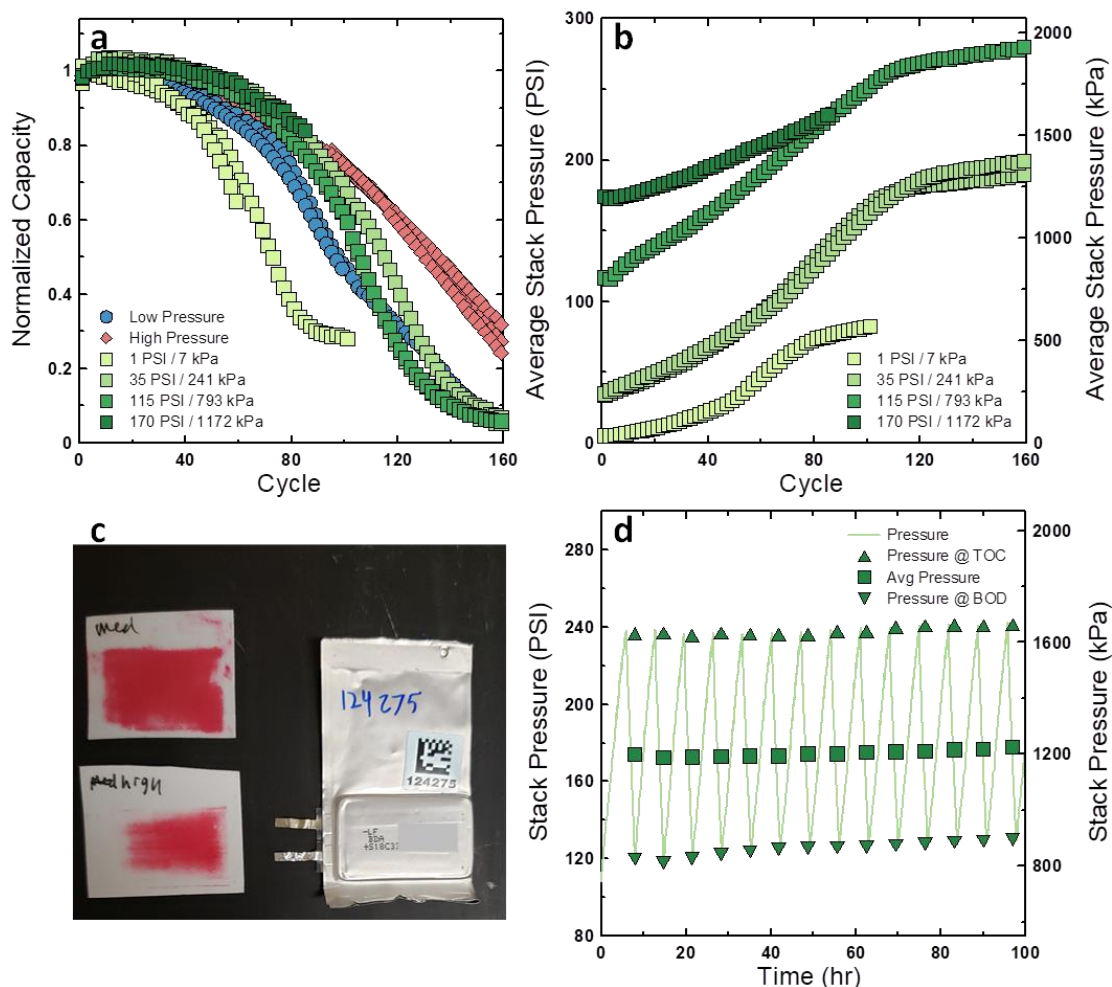 a
Normalized Capacity
1
0.8
0.6
0.4
0.2
0
0
40
80
120
160
Cycle
Low Pressure
High Pressure
1 PSI / 7 kPa
35 PSI / 241 kPa
115 PSI / 793 kPa
170 PSI / 1172 kPa
b
Average Stack Pressure (PSI)
300
200
100
0
0
40
80
120
160
Cycle
2000
1500
1000
500
0
Average Stack Pressure (kPa)
1 PSI / 7 kPa
35 PSI / 241 kPa
115 PSI / 793 kPa
170 PSI / 1172 kPa
c
med
high
124275
124275
-LF
BDA
d
Stack Pressure (PSI)
280
240
200
160
120
80
0
20
40
60
80
100
Time (hr)
2000
1600
1200
800
Stack Pressure (kPa)
Pressure
Pressure @ TOC
Avg Pressure
Pressure @ BOD